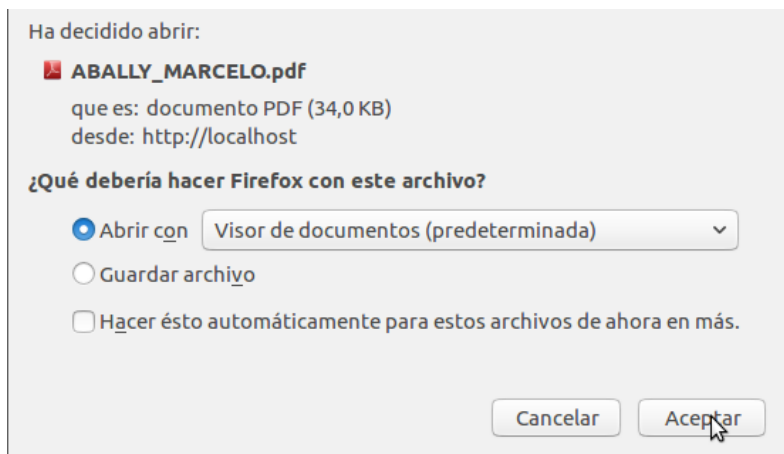 Ha decidido abrir:
ABALLY_MARCELO.pdf
que es: documento PDF (34,0 KB)
desde: http://localhost
¿Qué debería hacer Firefox con este archivo?
Abrir con Visor de documentos (predeterminada)
Guardar archivo
Hacer ésto automáticamente para estos archivos de ahora en más.
Cancelar Aceptar